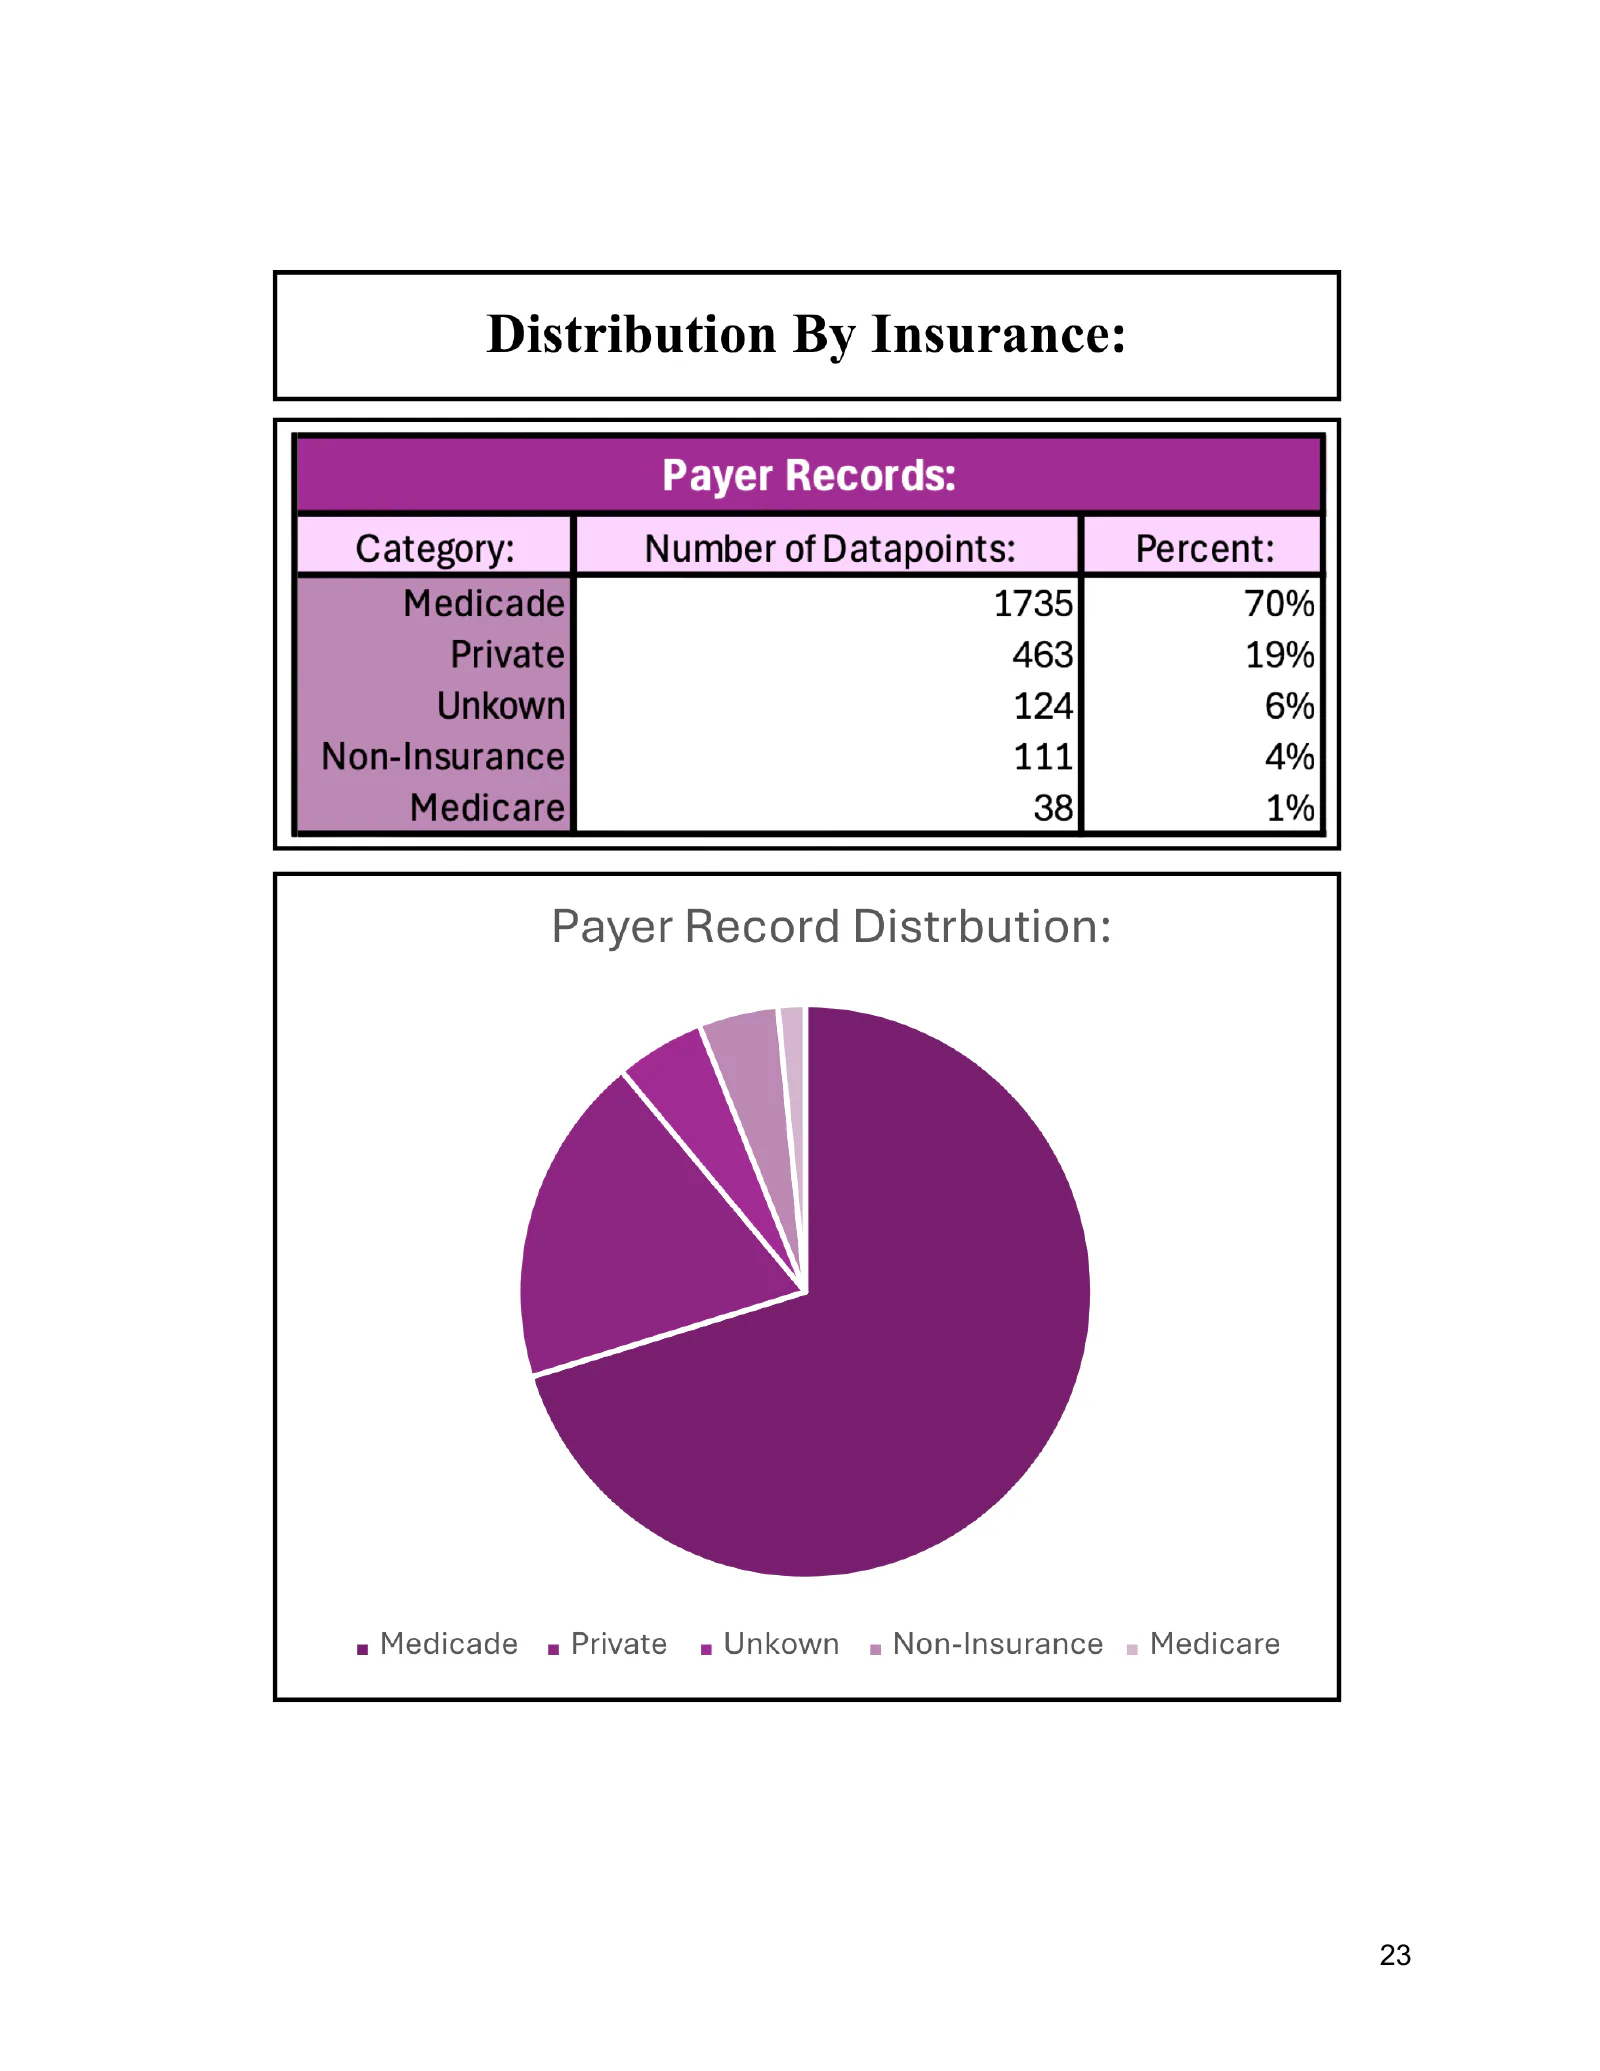 Distribution By Insurance:
Payer Records:
Category: Number of Datapoints: Percent:
Medicade 1735 70%
Private 463 19%
Unkown 124 6%
Non-Insurance 111 4%
Medicare 38 1%
Payer Record Distrbution:
Medicade Private Unkown Non-Insurance Medicare
23